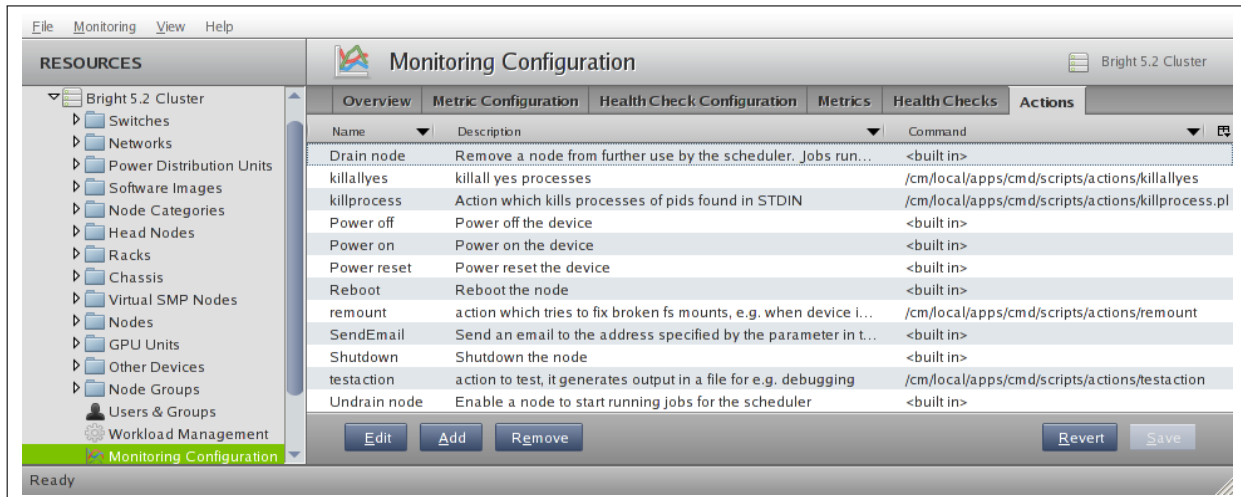 File Monitoring View Help
RESOURCES
Bright 5.2 Cluster
Switches
Networks
Power Distribution Units
Software Images
Node Categories
Head Nodes
Racks
Chassis
Virtual SMP Nodes
Nodes
GPU Units
Other Devices
Node Groups
Users & Groups
Workload Management
Monitoring Configuration
Monitoring Configuration
Bright 5.2 Cluster
Overview Metric Configuration Health Check Configuration Metrics Health Checks Actions
Name Description Command
Drain node Remove a node from further use by the scheduler. Jobs run... <built in>
killallyes killall yes processes /cm/local/apps/cmd/scripts/actions/killallyes
killprocess Action which kills processes of pids found in STDIN /cm/local/apps/cmd/scripts/actions/killprocess.pl
Power off Power off the device <built in>
Power on Power on the device <built in>
Power reset Power reset the device <built in>
Reboot Reboot the node <built in>
remount action which tries to fix broken fs mounts, e.g. when device i... /cm/local/apps/cmd/scripts/actions/remount
SendEmail Send an email to the address specified by the parameter in t... <built in>
Shutdown Shutdown the node <built in>
testaction action to test, it generates output in a file for e.g. debugging /cm/local/apps/cmd/scripts/actions/testaction
Undrain node Enable a node to start running jobs for the scheduler <built in>
Edit Add Remove Revert Save
Ready